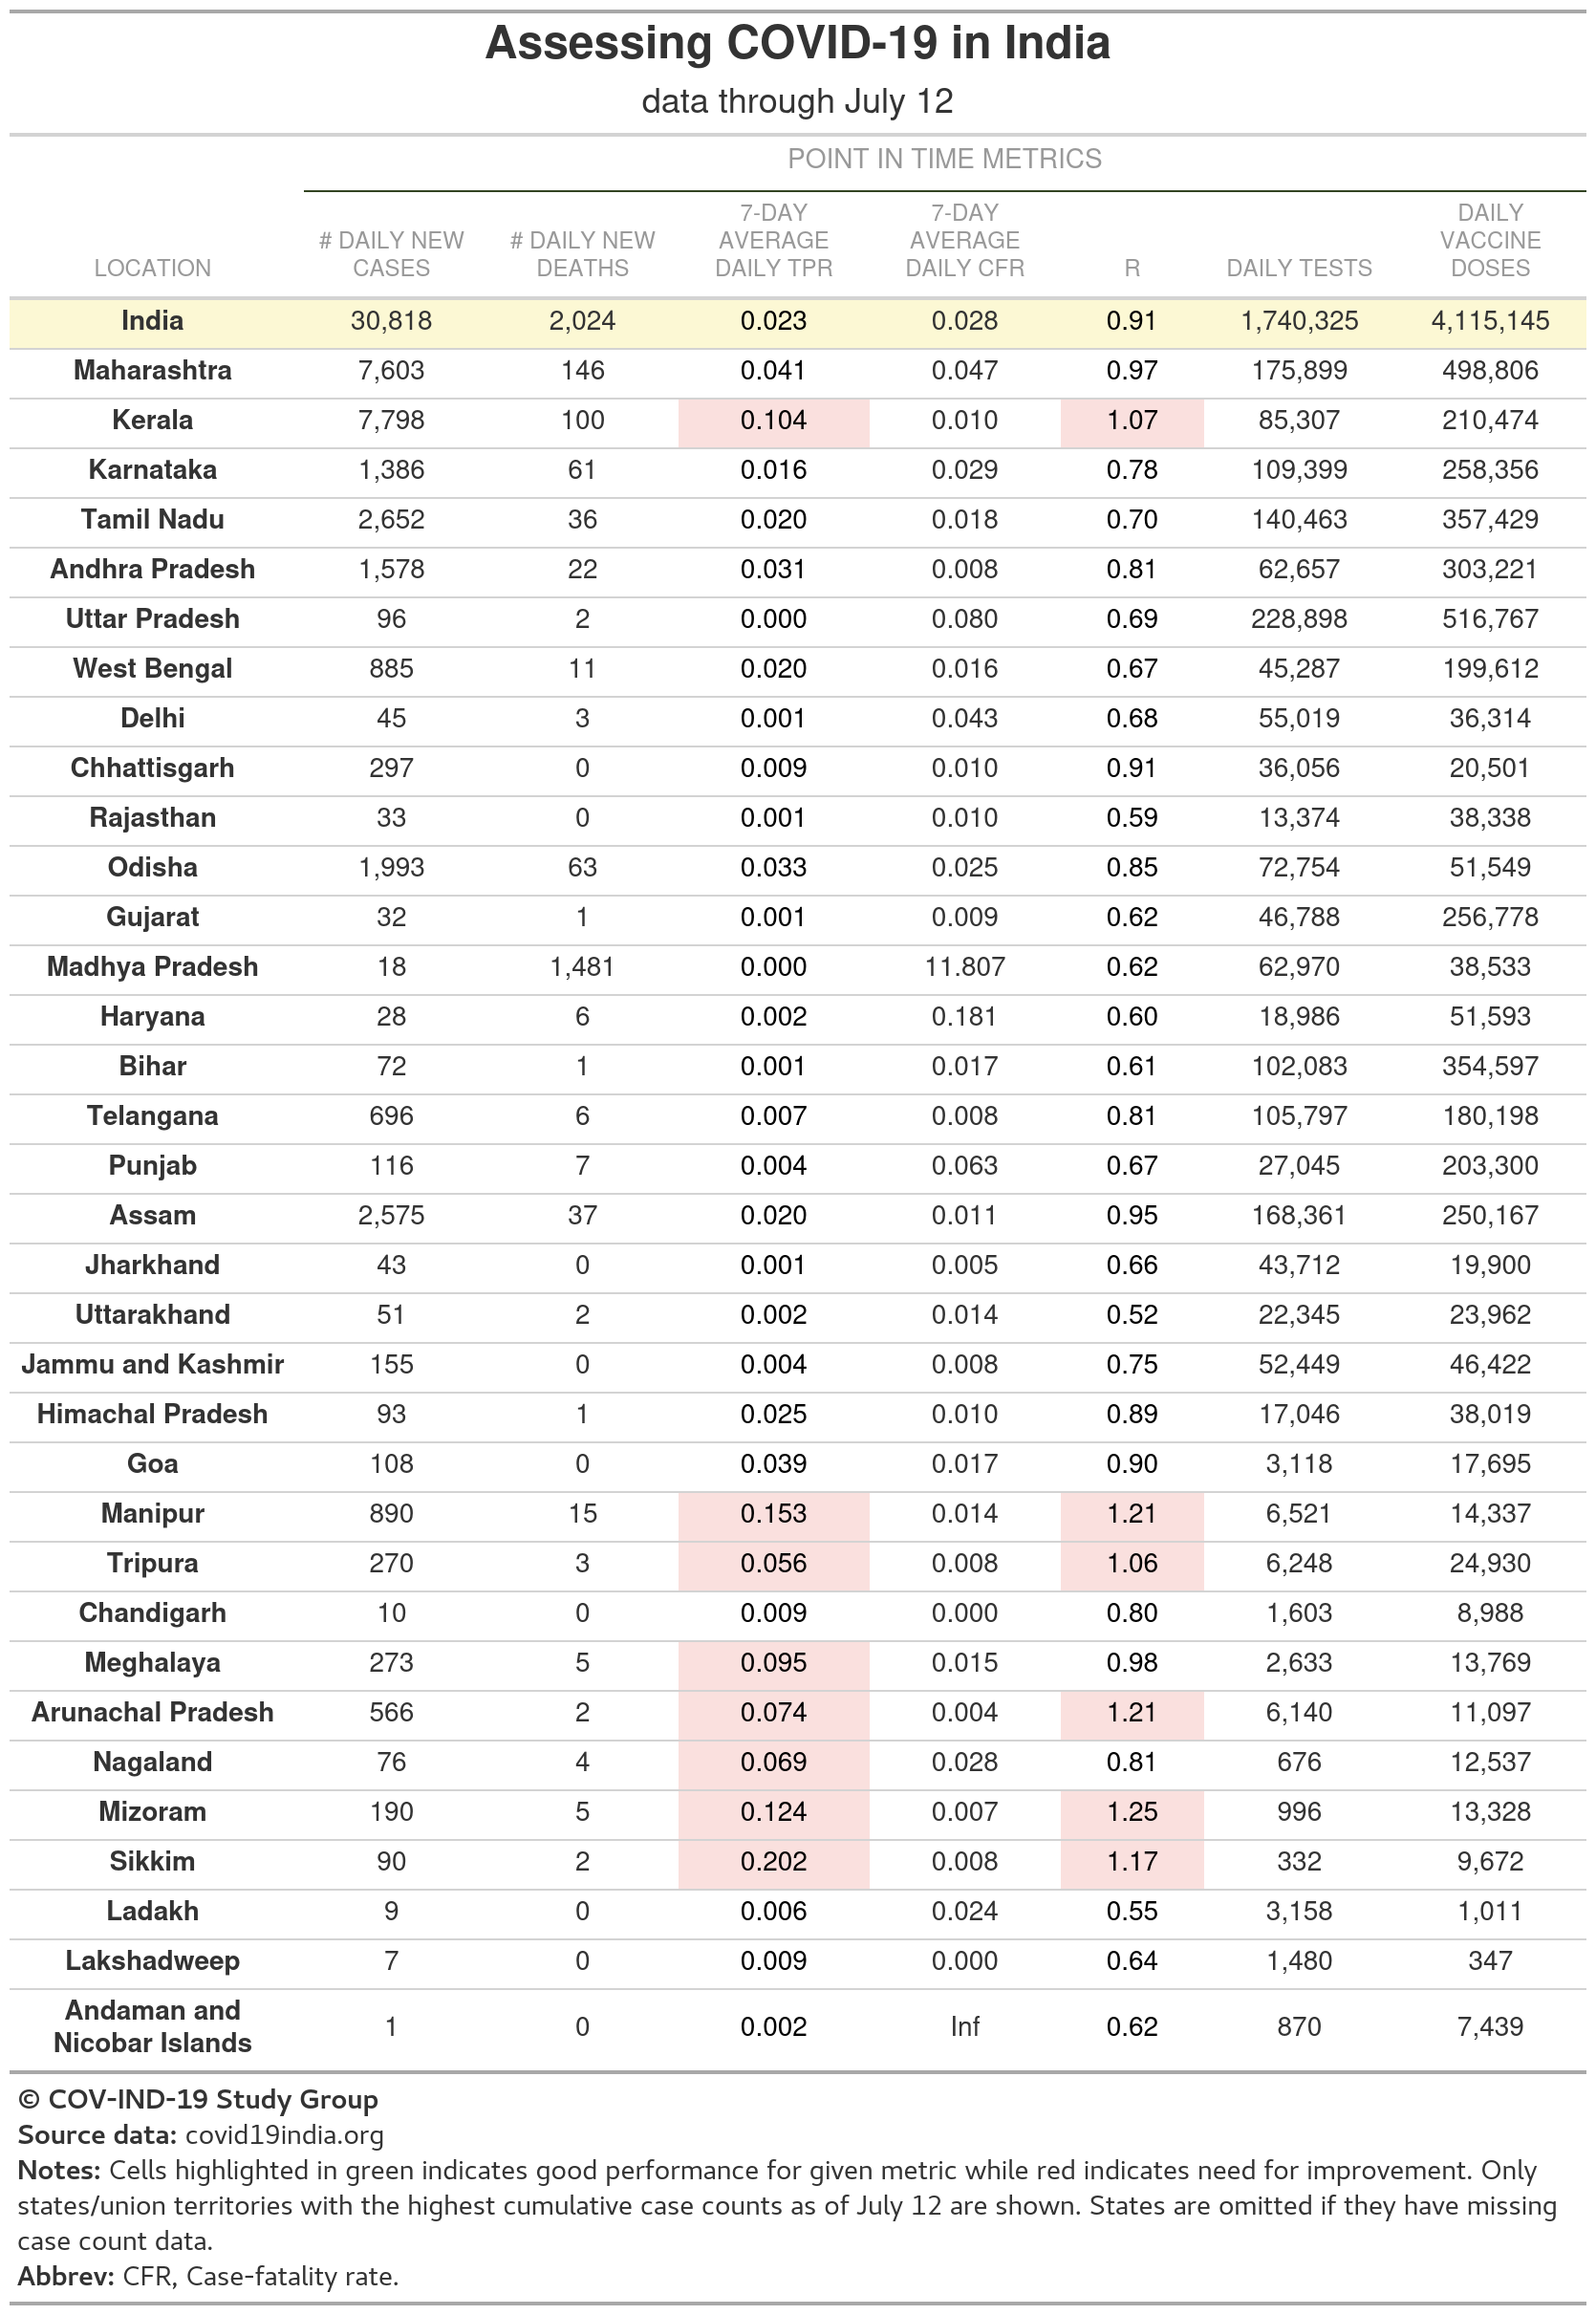 Assessing COVID-19 in India
data through July 12
POINT IN TIME METRICS
LOCATION # DAILY NEW CASES # DAILY NEW DEATHS 7-DAY AVERAGE DAILY TPR 7-DAY AVERAGE DAILY CFR R DAILY TESTS DAILY VACCINE DOSES
India 30,818 2,024 0.023 0.028 0.91 1,740,325 4,115,145
Maharashtra 7,603 146 0.041 0.047 0.97 175,899 498,806
Kerala 7,798 100 0.104 0.010 1.07 85,307 210,474
Karnataka 1,386 61 0.016 0.029 0.78 109,399 258,356
Tamil Nadu 2,652 36 0.020 0.018 0.70 140,463 357,429
Andhra Pradesh 1,578 22 0.031 0.008 0.81 62,657 303,221
Uttar Pradesh 96 2 0.000 0.080 0.69 228,898 516,767
West Bengal 885 11 0.020 0.016 0.67 45,287 199,612
Delhi 45 3 0.001 0.043 0.68 55,019 36,314
Chhattisgarh 297 0 0.009 0.010 0.91 36,056 20,501
Rajasthan 33 0 0.001 0.010 0.59 13,374 38,338
Odisha 1,993 63 0.033 0.025 0.85 72,754 51,549
Gujarat 32 1 0.001 0.009 0.62 46,788 256,778
Madhya Pradesh 18 1,481 0.000 11.807 0.62 62,970 38,533
Haryana 28 6 0.002 0.181 0.60 18,986 51,593
Bihar 72 1 0.001 0.017 0.61 102,083 354,597
Telangana 696 6 0.007 0.008 0.81 105,797 180,198
Punjab 116 7 0.004 0.063 0.67 27,045 203,300
Assam 2,575 37 0.020 0.011 0.95 168,361 250,167
Jharkhand 43 0 0.001 0.005 0.66 43,712 19,900
Uttarakhand 51 2 0.002 0.014 0.52 22,345 23,962
Jammu and Kashmir 155 0 0.004 0.008 0.75 52,449 46,422
Himachal Pradesh 93 1 0.025 0.010 0.89 17,046 38,019
Goa 108 0 0.039 0.017 0.90 3,118 17,695
Manipur 890 15 0.153 0.014 1.21 6,521 14,337
Tripura 270 3 0.056 0.008 1.06 6,248 24,930
Chandigarh 10 0 0.009 0.000 0.80 1,603 8,988
Meghalaya 273 5 0.095 0.015 0.98 2,633 13,769
Arunachal Pradesh 566 2 0.074 0.004 1.21 6,140 11,097
Nagaland 76 4 0.069 0.028 0.81 676 12,537
Mizoram 190 5 0.124 0.007 1.25 996 13,328
Sikkim 90 2 0.202 0.008 1.17 332 9,672
Ladakh 9 0 0.006 0.024 0.55 3,158 1,011
Lakshadweep 7 0 0.009 0.000 0.64 1,480 347
Andaman and Nicobar Islands 1 0 0.002 Inf 0.62 870 7,439
© COV-IND-19 Study Group
Source data: covid19india.org
Notes: Cells highlighted in green indicates good performance for given metric while red indicates need for improvement. Only
states/union territories with the highest cumulative case counts as of July 12 are shown. States are omitted if they have missing
case count data.
Abbrev: CFR, Case-fatality rate.